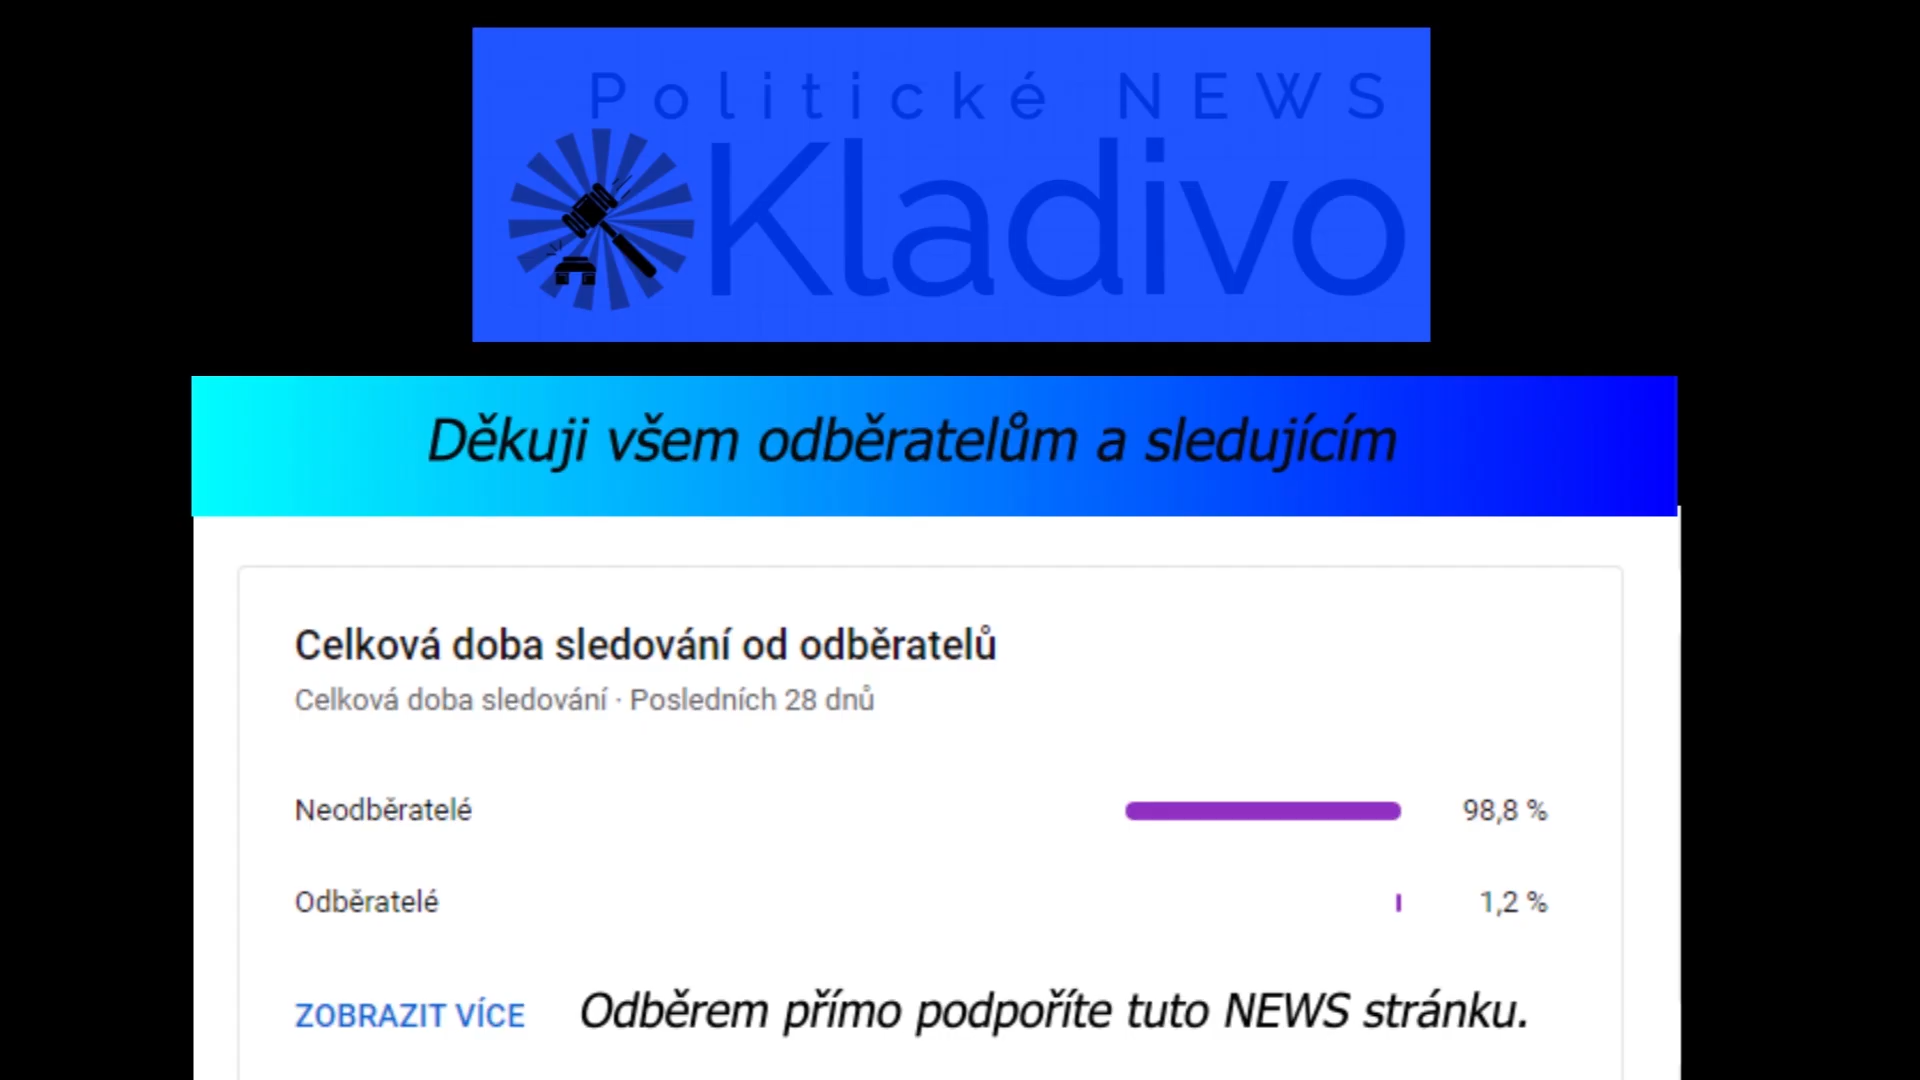 Politické NEWS
Kladivo
Děkuji všem odběratelům a sledujícím
Celková doba sledování od odběratelů
Celková doba sledování · Posledních 28 dnů
Neodběratelé 98,8 %
Odběratelé 1,2 %
ZOBRAZIT VÍCE Odběrem přímo podpoříte tuto NEWS stránku.